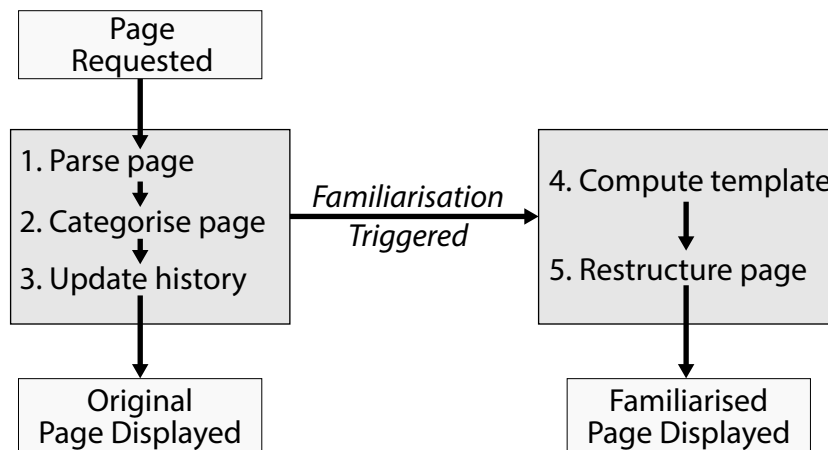 Page
Requested
1. Parse page
2. Categorise page
3. Update history
Familiarisation
Triggered
4. Compute template
5. Restructure page
Original
Page Displayed
Familiarised
Page Displayed